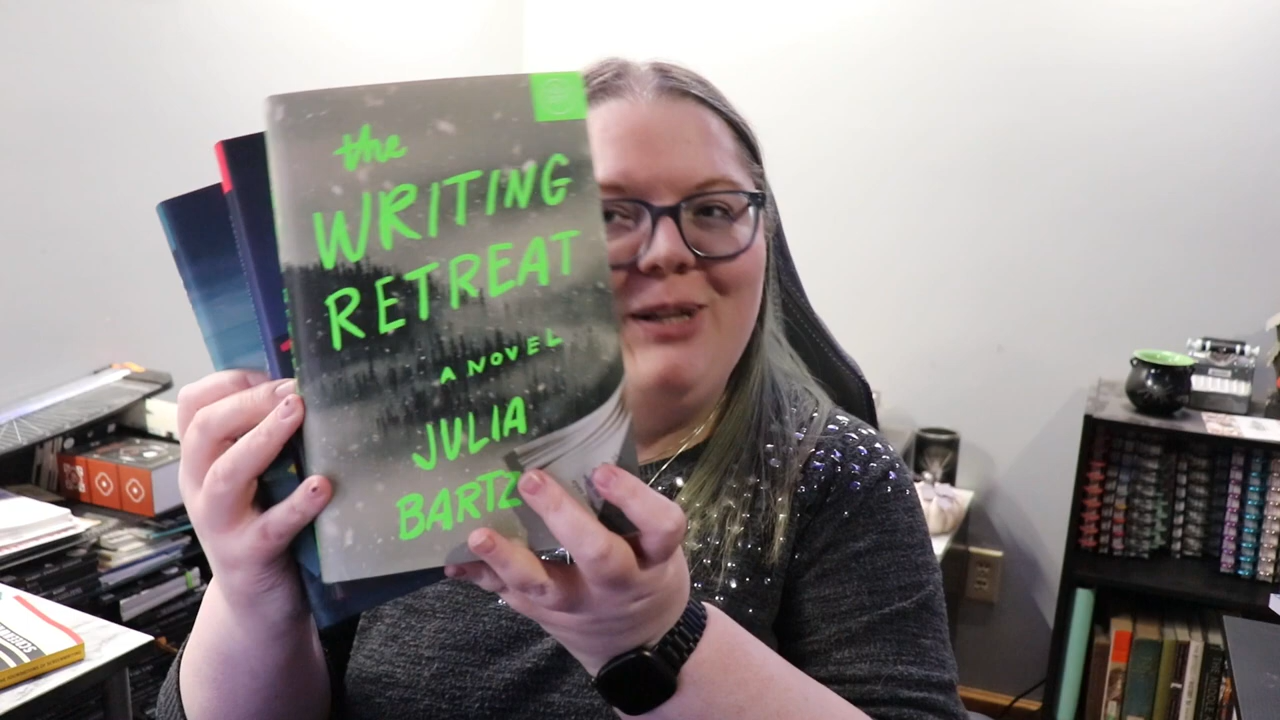 the
WRITING
RETREAT
A NOVEL
JULIA
BARTZ